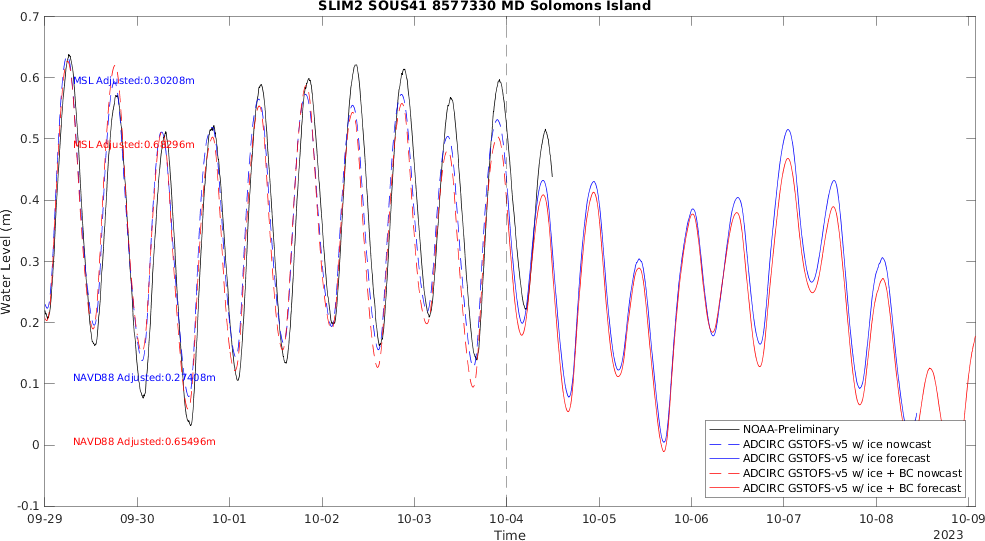 SLIM2 SOUS41 8577330 MD Solomons Island
0.7
0.6
0.5
0.4
0.3
0.2
0.1
0
-0.1
Water Level (m)
MSL Adjusted:0.30208m
MSL Adjusted:0.68296m
NAVD88 Adjusted:0.27408m
NAVD88 Adjusted:0.65496m
NOAA-Preliminary
ADCIRC GSTOFS-v5 w/ ice nowcast
ADCIRC GSTOFS-v5 w/ ice forecast
ADCIRC GSTOFS-v5 w/ ice + BC nowcast
ADCIRC GSTOFS-v5 w/ ice + BC forecast
09-29 09-30 10-01 10-02 10-03 10-04 10-05 10-06 10-07 10-08 10-09
Time
2023